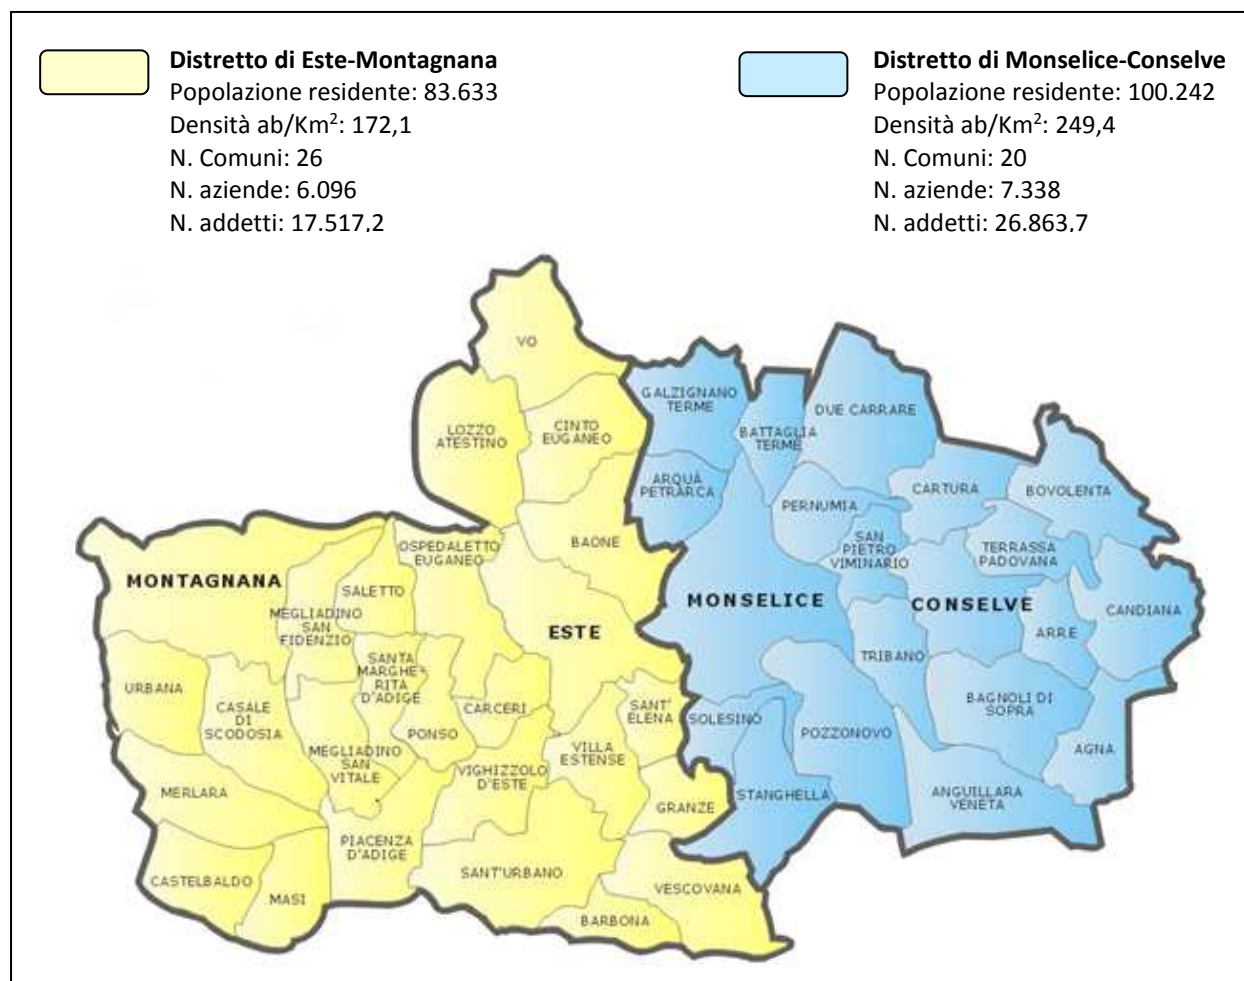 Distretto di Este-Montagnana
Popolazione residente: 83.633
Densità ab/Km²: 172,1
N. Comuni: 26
N. aziende: 6.096
N. addetti: 17.517,2
Distretto di Monselice-Conselve
Popolazione residente: 100.242
Densità ab/Km²: 249,4
N. Comuni: 20
N. aziende: 7.338
N. addetti: 26.863,7
VO
LOZZO
ATESTINO
CINTO
EUGANEO
BAONE
OSPEDALETTO
EUGANEO
MONTAGNANA
SALETTO
MEGLIADINO
SAN
FIDENZIO
ESTE
URBANA
CASALE
DI
SCODOSIA
SANTA
MARGHE-
RITA
D'ADIGE
CARCERI
PONSO
SANT'
ELENA
MEGLIADINO
SAN
VITALE
VILLA
ESTENSE
VIGHIZZOLO
D'ESTE
MERLARA
GRANZE
PIACENZA
D'ADIGE
CASTELBALDO
MASI
SANT'URBANO
VESCOVANA
BARBONA
GALZIGNANO
TERME
BATTAGLIA
TERME
DUE CARRARE
ARQUÀ
PETRARCA
PERNUMIA
CARTURA
BOVOLENTA
SAN
PIETRO
VIMINARIO
TERRASSA
PADOVANA
MONSELICE
CONSELVE
CANDIANA
ARRE
TRIBANO
BAGNOLI DI
SOPRA
SOLESINO
POZZONOVO
AGNA
STANGHELLA
ANGUILLARA
VENETA